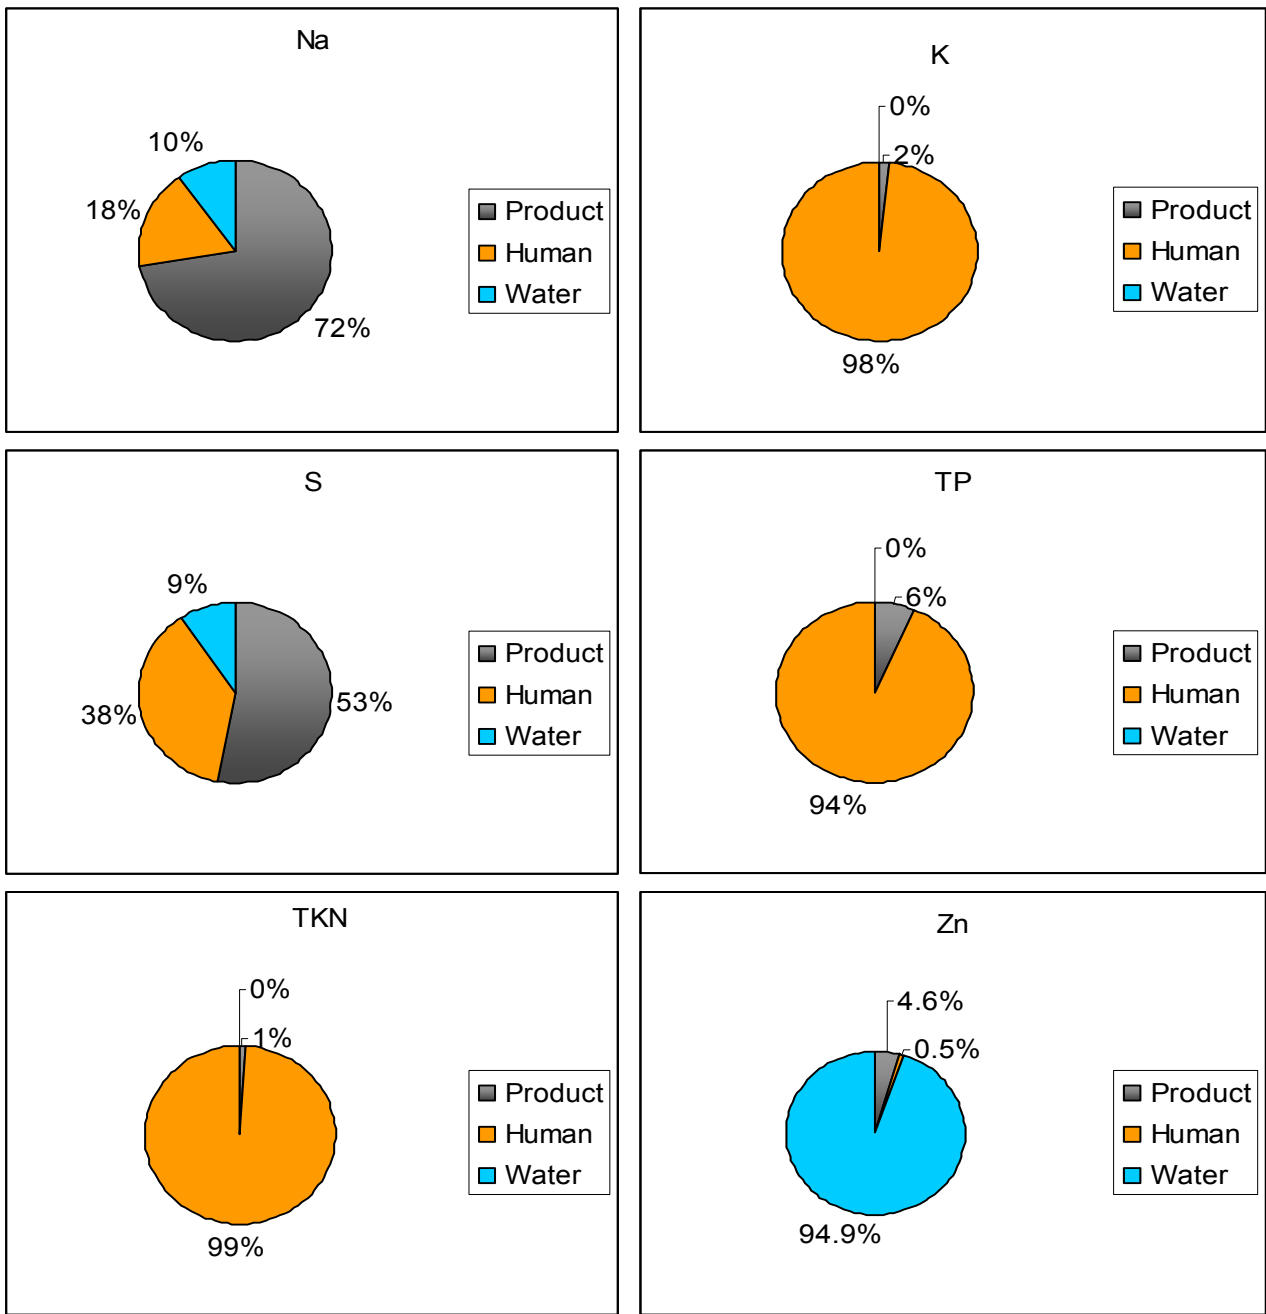 Na
10%
18%
72%
Product
Human
Water
K
0%
2%
98%
Product
Human
Water
S
9%
38%
53%
Product
Human
Water
TP
0%
6%
94%
Product
Human
Water
TKN
0%
1%
99%
Product
Human
Water
Zn
4.6%
0.5%
94.9%
Product
Human
Water